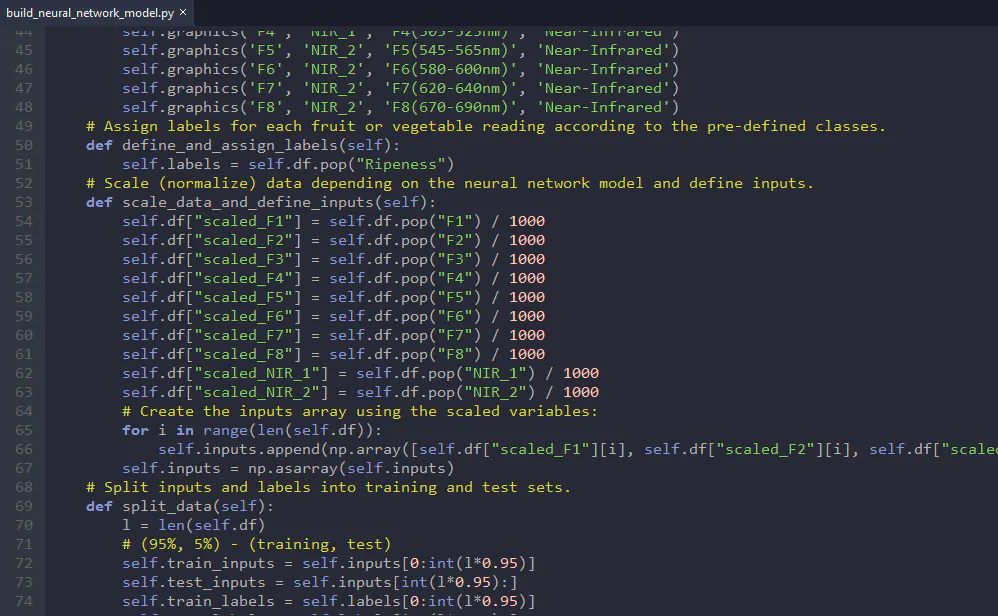 build_neural_network_model.py ×
44 self.graphics('F4', 'NIR_1', 'F4(505-525nm)', 'Near-Infrared')
45 self.graphics('F5', 'NIR_2', 'F5(545-565nm)', 'Near-Infrared')
46 self.graphics('F6', 'NIR_2', 'F6(580-600nm)', 'Near-Infrared')
47 self.graphics('F7', 'NIR_2', 'F7(620-640nm)', 'Near-Infrared')
48 self.graphics('F8', 'NIR_2', 'F8(670-690nm)', 'Near-Infrared')
49 # Assign labels for each fruit or vegetable reading according to the pre-defined classes.
50 def define_and_assign_labels(self):
51 self.labels = self.df.pop("Ripeness")
52 # Scale (normalize) data depending on the neural network model and define inputs.
53 def scale_data_and_define_inputs(self):
54 self.df["scaled_F1"] = self.df.pop("F1") / 1000
55 self.df["scaled_F2"] = self.df.pop("F2") / 1000
56 self.df["scaled_F3"] = self.df.pop("F3") / 1000
57 self.df["scaled_F4"] = self.df.pop("F4") / 1000
58 self.df["scaled_F5"] = self.df.pop("F5") / 1000
59 self.df["scaled_F6"] = self.df.pop("F6") / 1000
60 self.df["scaled_F7"] = self.df.pop("F7") / 1000
61 self.df["scaled_F8"] = self.df.pop("F8") / 1000
62 self.df["scaled_NIR_1"] = self.df.pop("NIR_1") / 1000
63 self.df["scaled_NIR_2"] = self.df.pop("NIR_2") / 1000
64 # Create the inputs array using the scaled variables:
65 for i in range(len(self.df)):
66 self.inputs.append(np.array([self.df["scaled_F1"][i], self.df["scaled_F2"][i], self.df["scale
67 self.inputs = np.asarray(self.inputs)
68 # Split inputs and labels into training and test sets.
69 def split_data(self):
70 l = len(self.df)
71 # (95%, 5%) - (training, test)
72 self.train_inputs = self.inputs[0:int(l*0.95)]
73 self.test_inputs = self.inputs[int(l*0.95):]
74 self.train_labels = self.labels[0:int(l*0.95)]